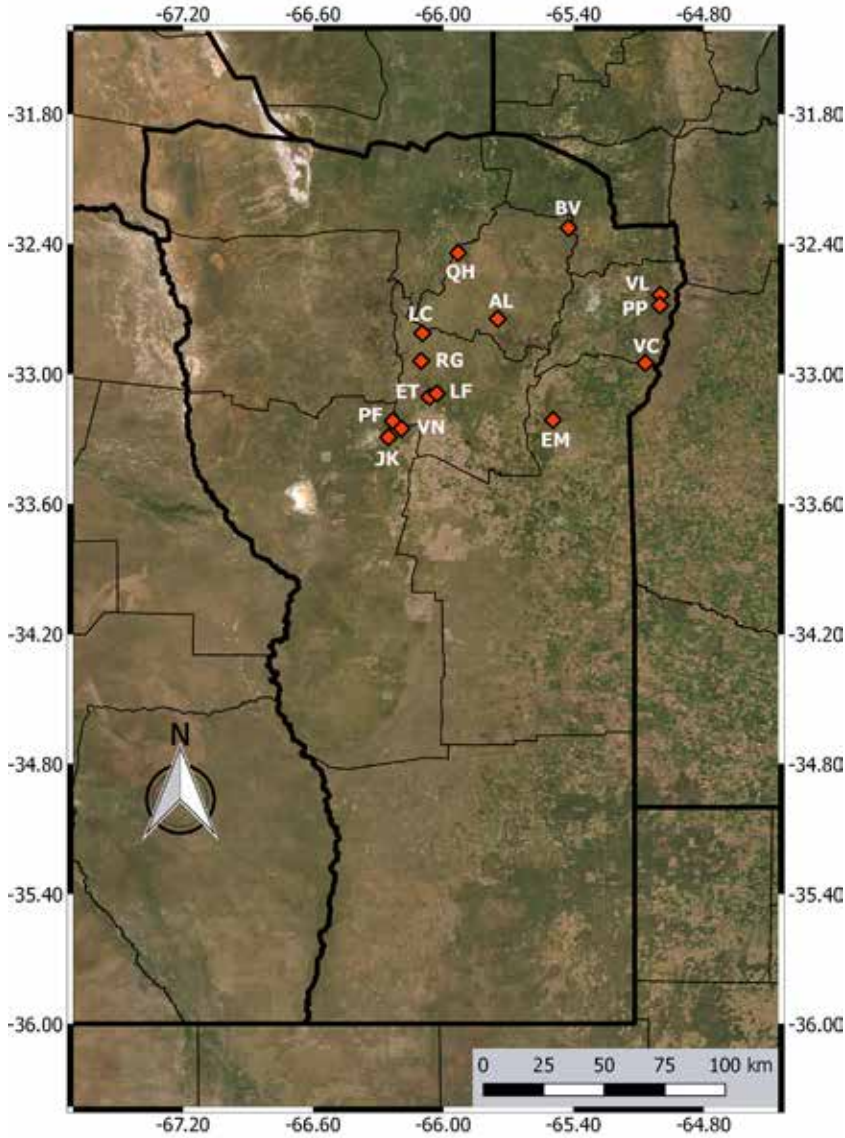 -67.20 -66.60 -66.00 -65.40 -64.80
-31.80 -31.80
BV
-32.40 -32.40
QH
VL
AL
PP
LC
VC
-33.00 -33.00
RG
ET LF
PF
VN
EM
JK
-33.60 -33.60
-34.20 -34.20
N
-34.80 -34.80
-35.40 -35.40
-36.00 -36.00
0 25 50 75 100 km
-67.20 -66.60 -66.00 -65.40 -64.80